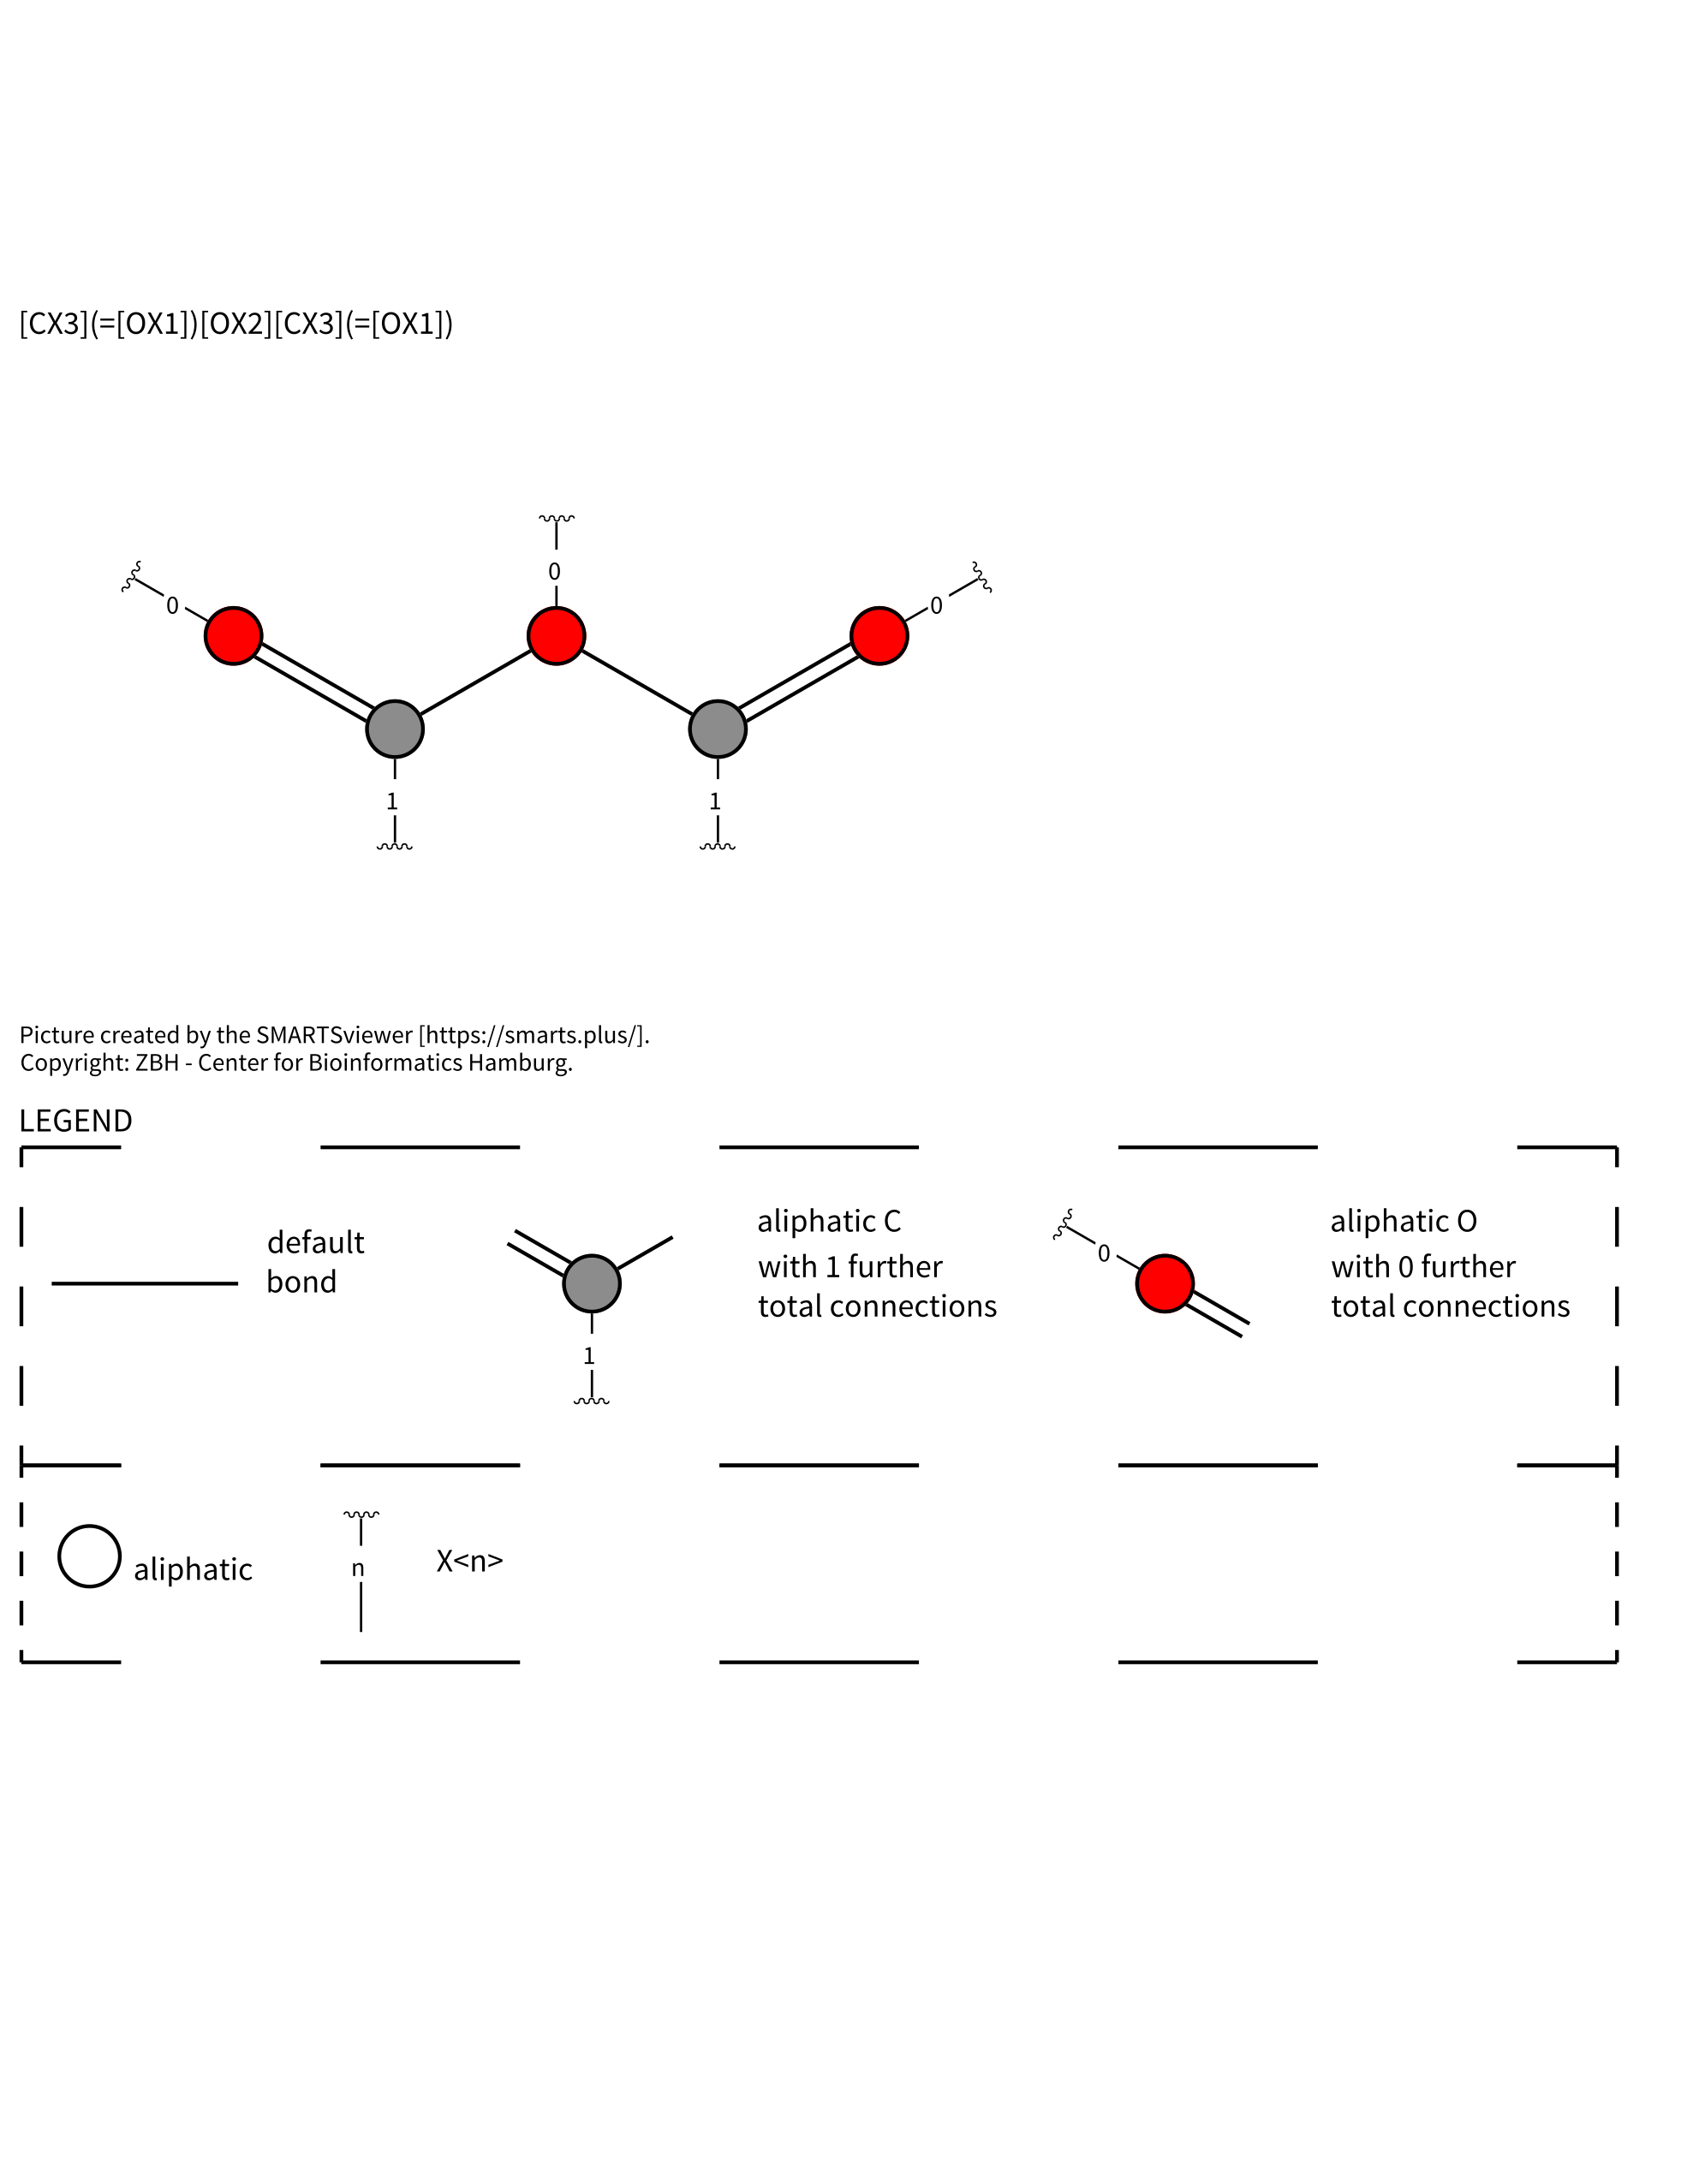 [CX3](=[OX1])[OX2][CX3](=[OX1])
0
0
0
1
1
Picture created by the SMARTSviewer [https://smarts.plus/].
Copyright: ZBH - Center for Bioinformatics Hamburg.
LEGEND
default
bond
1
aliphatic C
with 1 further
total connections
0
aliphatic O
with 0 further
total connections
aliphatic
n
X<n>